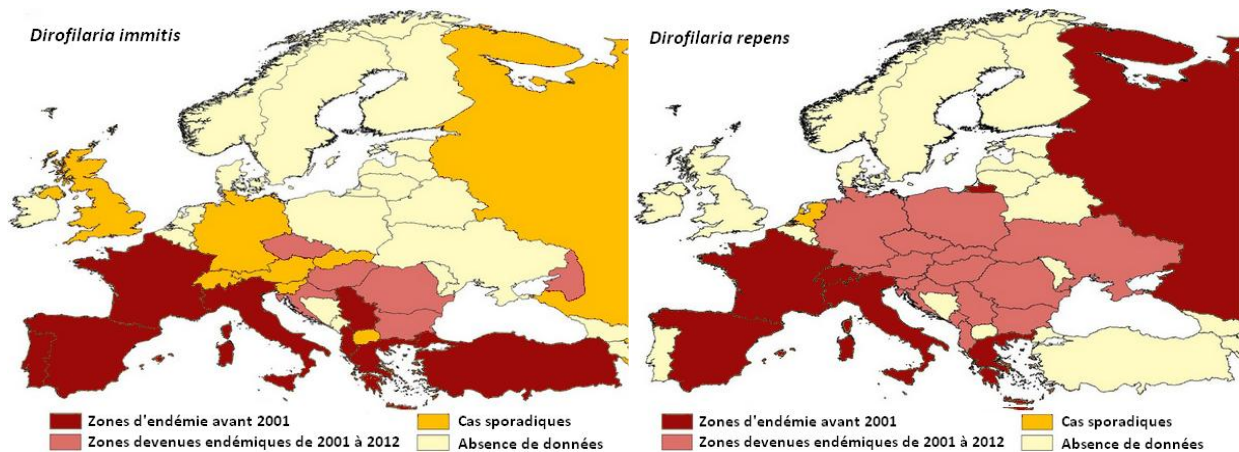 Dirofilaria immitis
Zones d'endémie avant 2001
Cas sporadiques
Zones devenues endémiques de 2001 à 2012
Absence de données
Dirofilaria repens
Zones d'endémie avant 2001
Cas sporadiques
Zones devenues endémiques de 2001 à 2012
Absence de données